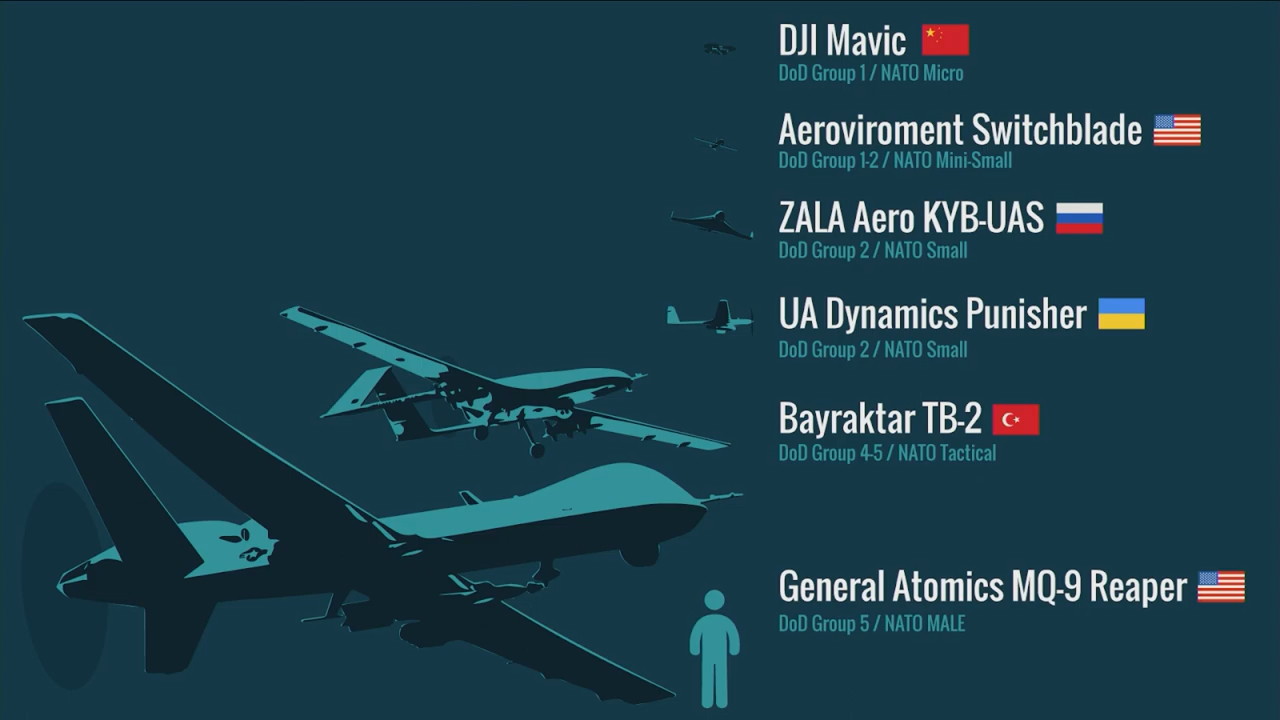 DJI Mavic
DoD Group 1 / NATO Micro
Aeroviroment Switchblade
DoD Group 1-2 / NATO Mini-Small
ZALA Aero KYB-UAS
DoD Group 2 / NATO Small
UA Dynamics Punisher
DoD Group 2 / NATO Small
Bayraktar TB-2
DoD Group 4-5 / NATO Tactical
General Atomics MQ-9 Reaper
DoD Group 5 / NATO MALE